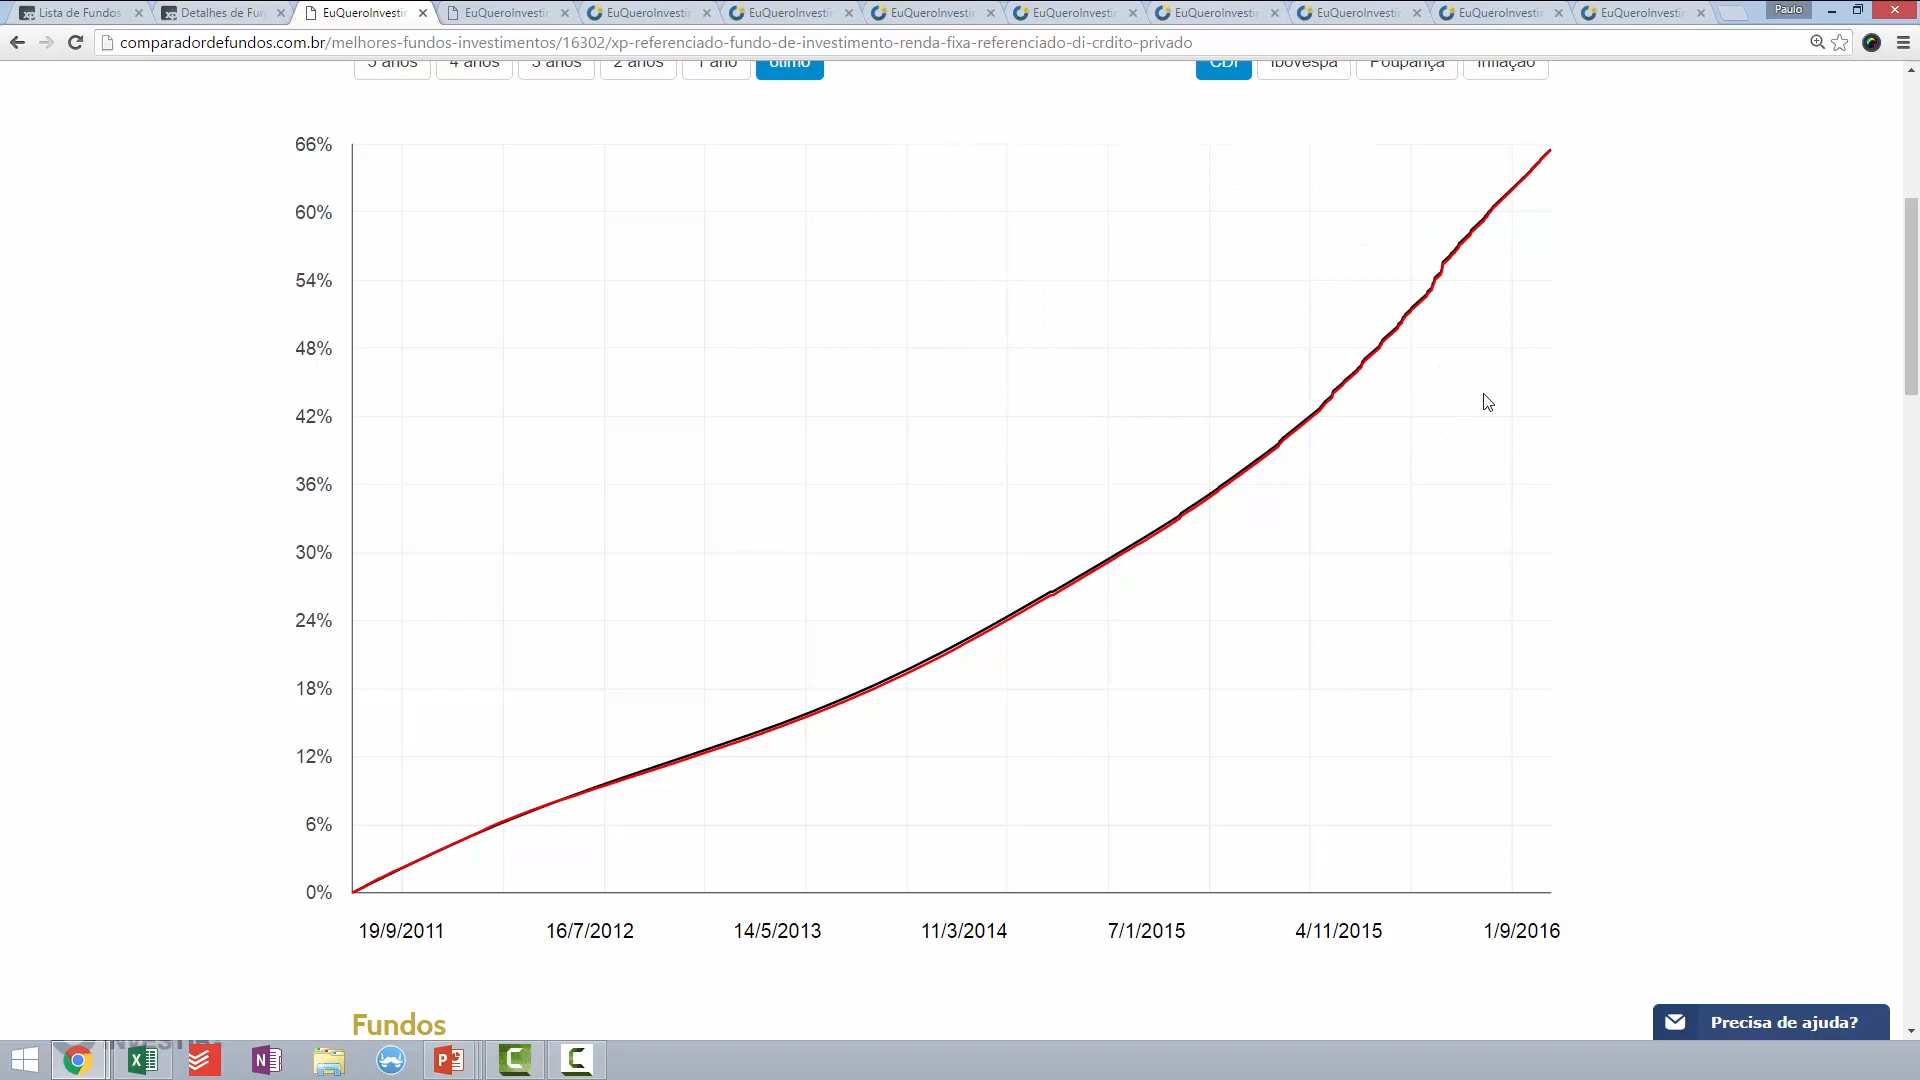 Lista de Fundos
Detalhes de Fun
EuQueroInvestir
EuQueroInvestir
EuQueroInvestir
EuQueroInvestir
EuQueroInvestir
EuQueroInvestir
EuQueroInvestir
EuQueroInvestir
EuQueroInvestir
EuQueroInvestir
Paulo
comparadordefundos.com.br/melhores-fundos-investimentos/16302/xp-referenciado-fundo-de-investimento-renda-fixa-referenciado-di-crdito-privado
5 anos
4 anos
3 anos
2 anos
1 ano
ótimo
CDI
Ibovespa
Poupança
Inflação
66%
60%
54%
48%
42%
36%
30%
24%
18%
12%
6%
0%
19/9/2011
16/7/2012
14/5/2013
11/3/2014
7/1/2015
4/11/2015
1/9/2016
Fundos
Precisa de ajuda?